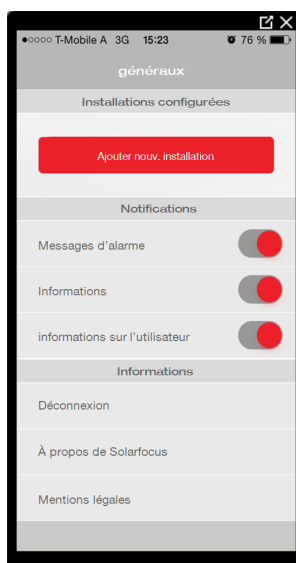 ●○○○○ T-Mobile A 3G 15:23 76 %
généraux
Installations configurées
Ajouter nouv. installation
Notifications
Messages d'alarme
Informations
informations sur l'utilisateur
Informations
Déconnexion
À propos de Solarfocus
Mentions légales